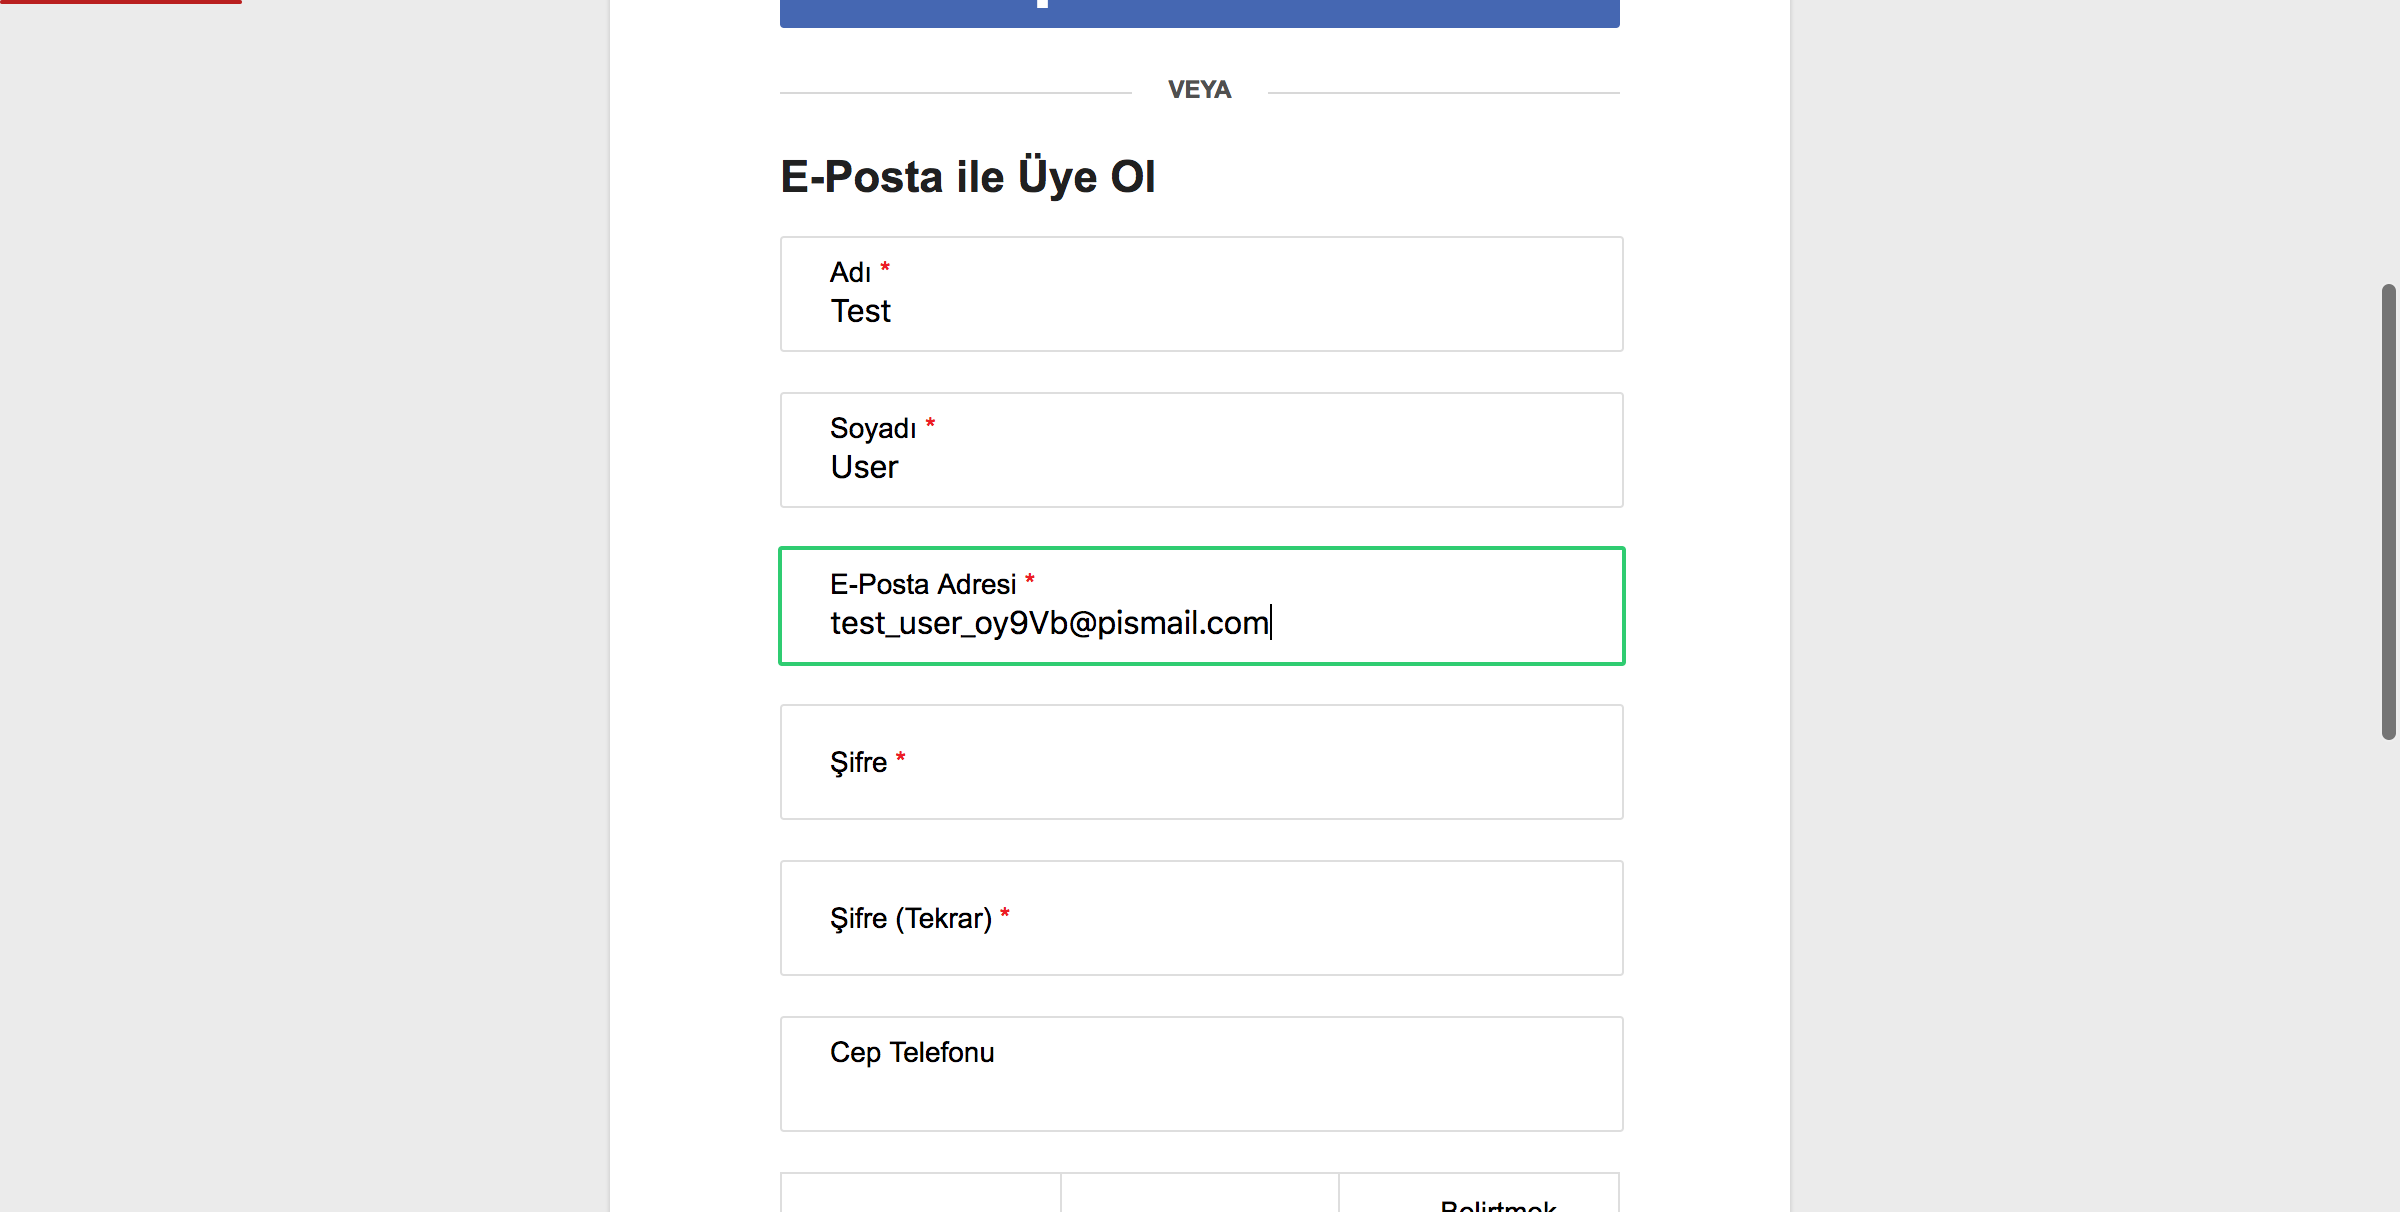 VEYA
E-Posta ile Üye Ol
Adı *
Test
Soyadı *
User
E-Posta Adresi *
test_user_oy9Vb@pismail.com
Şifre *
Şifre (Tekrar) *
Cep Telefonu
Belirtmek